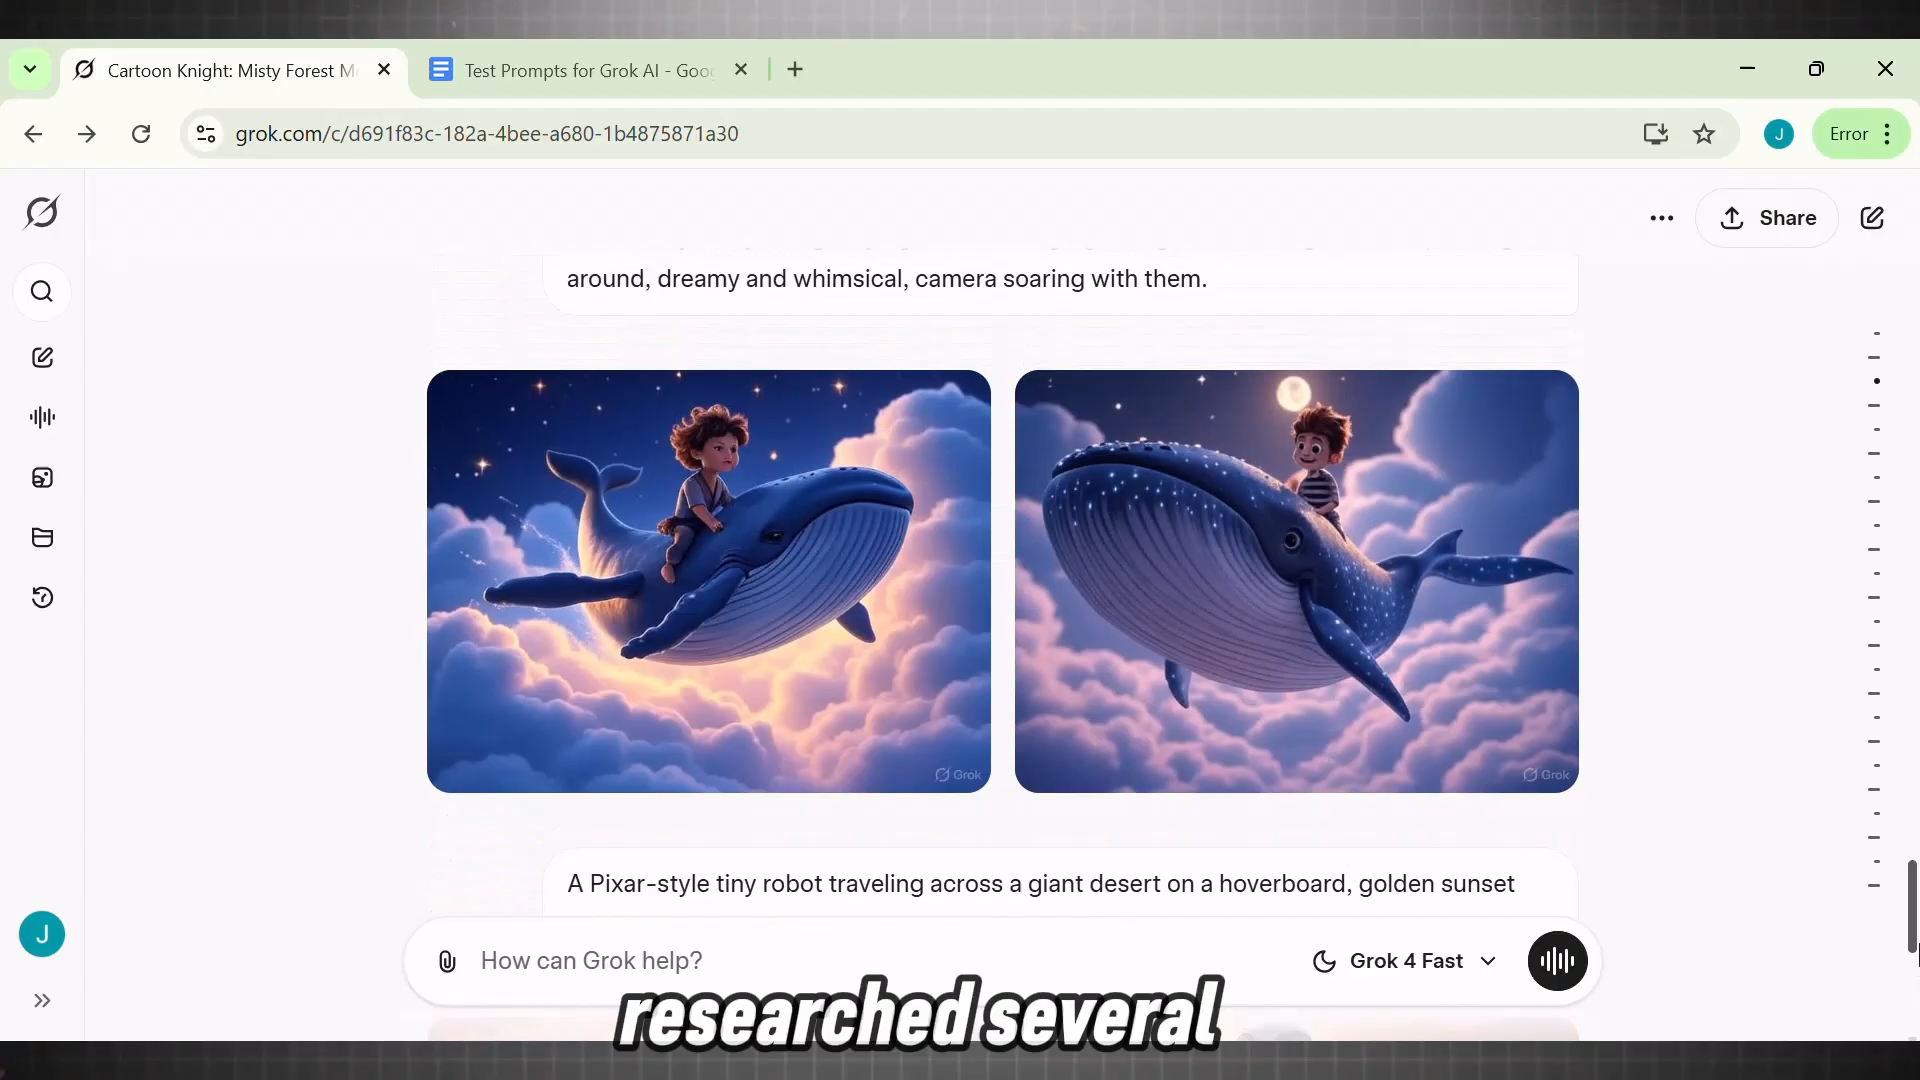 Cartoon Knight: Misty Forest M
Test Prompts for Grok AI - Goo
grok.com/c/d691f83c-182a-4bee-a680-1b4875871a30
J
Error
Share
around, dreamy and whimsical, camera soaring with them.
Grok
Grok
A Pixar-style tiny robot traveling across a giant desert on a hoverboard, golden sunset
J
How can Grok help?
Grok 4 Fast
researched several